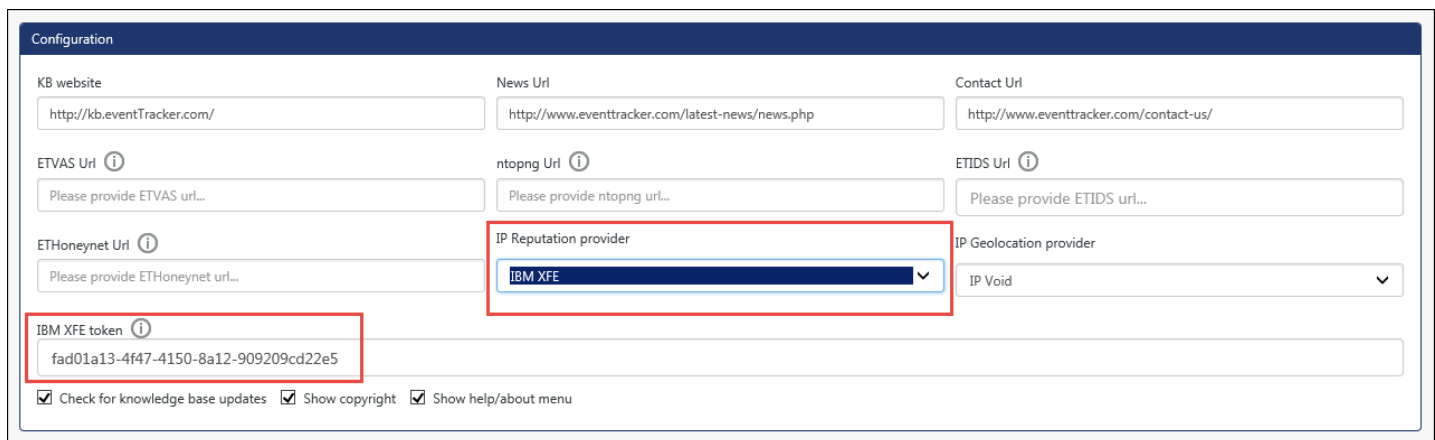 Configuration
KB website News Url Contact Url
http://kb.eventTracker.com/ http://www.eventtracker.com/latest-news/news.php http://www.eventtracker.com/contact-us/
ETVAS Url ntopng Url ETIDS Url
Please provide ETVAS url... Please provide ntopng url... Please provide ETIDS url...
ETHoneynet Url IP Reputation provider IP Geolocation provider
Please provide ETHoneynet url... IBM XFE IP Void
IBM XFE token
fad01a13-4f47-4150-8a12-909209cd22e5
Check for knowledge base updates Show copyright Show help/about menu